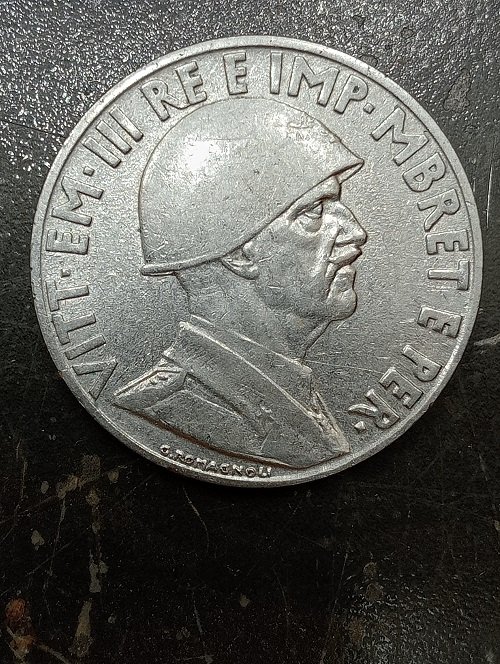 VITT·EM·III RE E IMP·MBRET E PER·
G.ROMAGNOLI